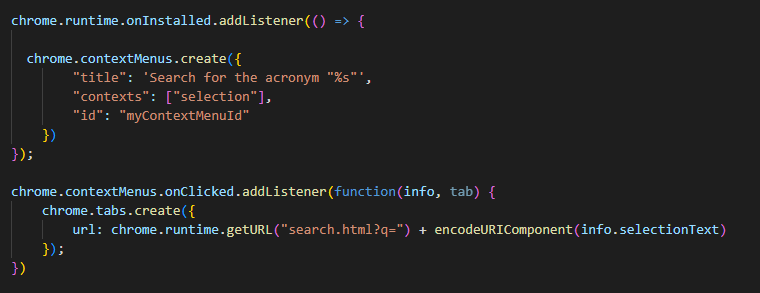 chrome.runtime.onInstalled.addListener(() => {
chrome.contextMenus.create({
"title": 'Search for the acronym "%s"',
"contexts": ["selection"],
"id": "myContextMenuId"
})
});
chrome.contextMenus.onClicked.addListener(function(info, tab) {
chrome.tabs.create({
url: chrome.runtime.getURL("search.html?q=") + encodeURIComponent(info.selectionText)
});
})